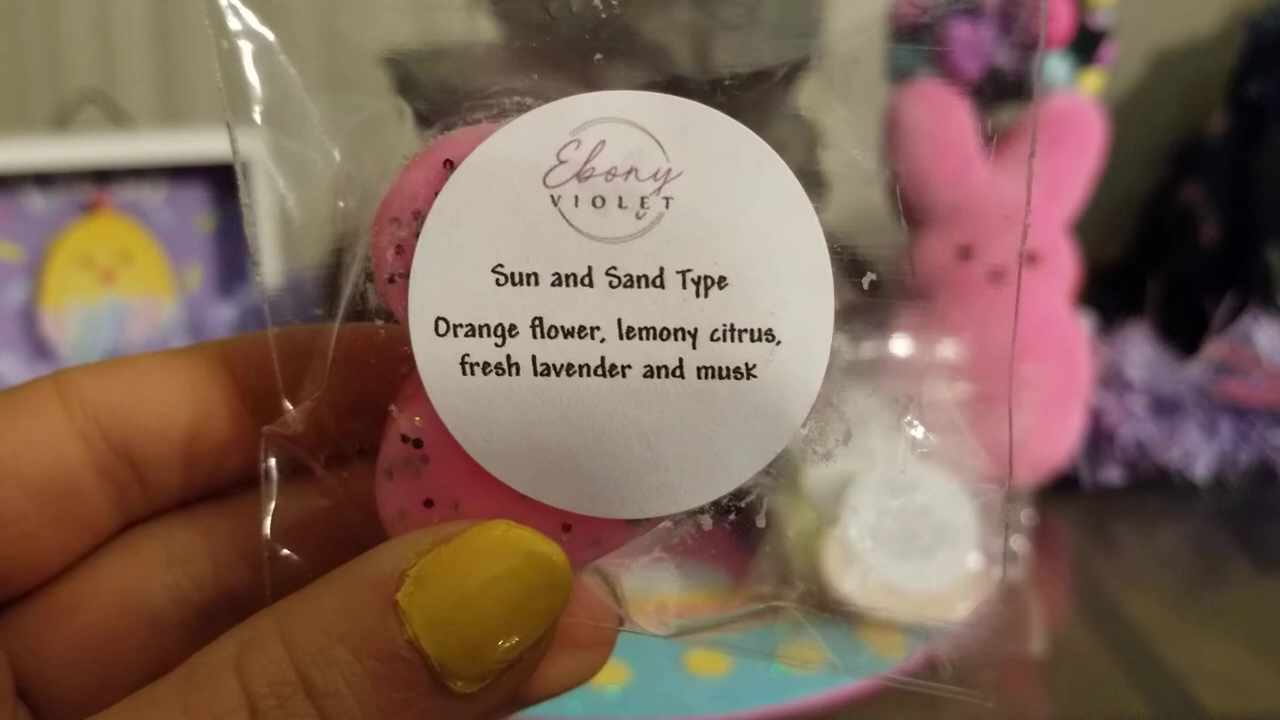 Ebony
VIOLET
Sun and Sand Type
Orange flower, lemony citrus,
fresh lavender and musk